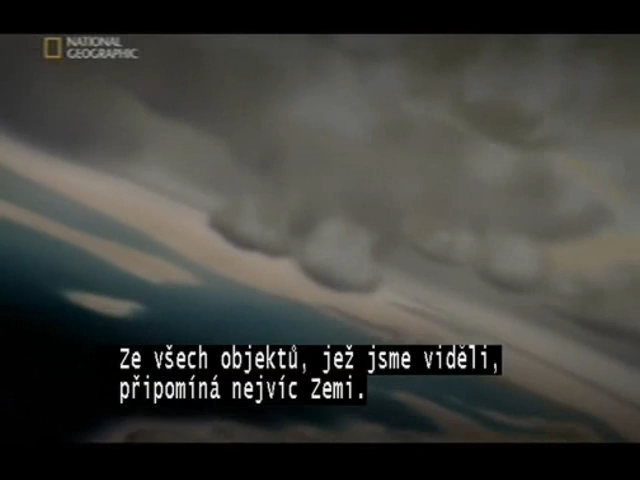 NATIONAL
GEOGRAPHIC
Ze všech objektů, jež jsme viděli,
připomíná nejvíc Zemi.